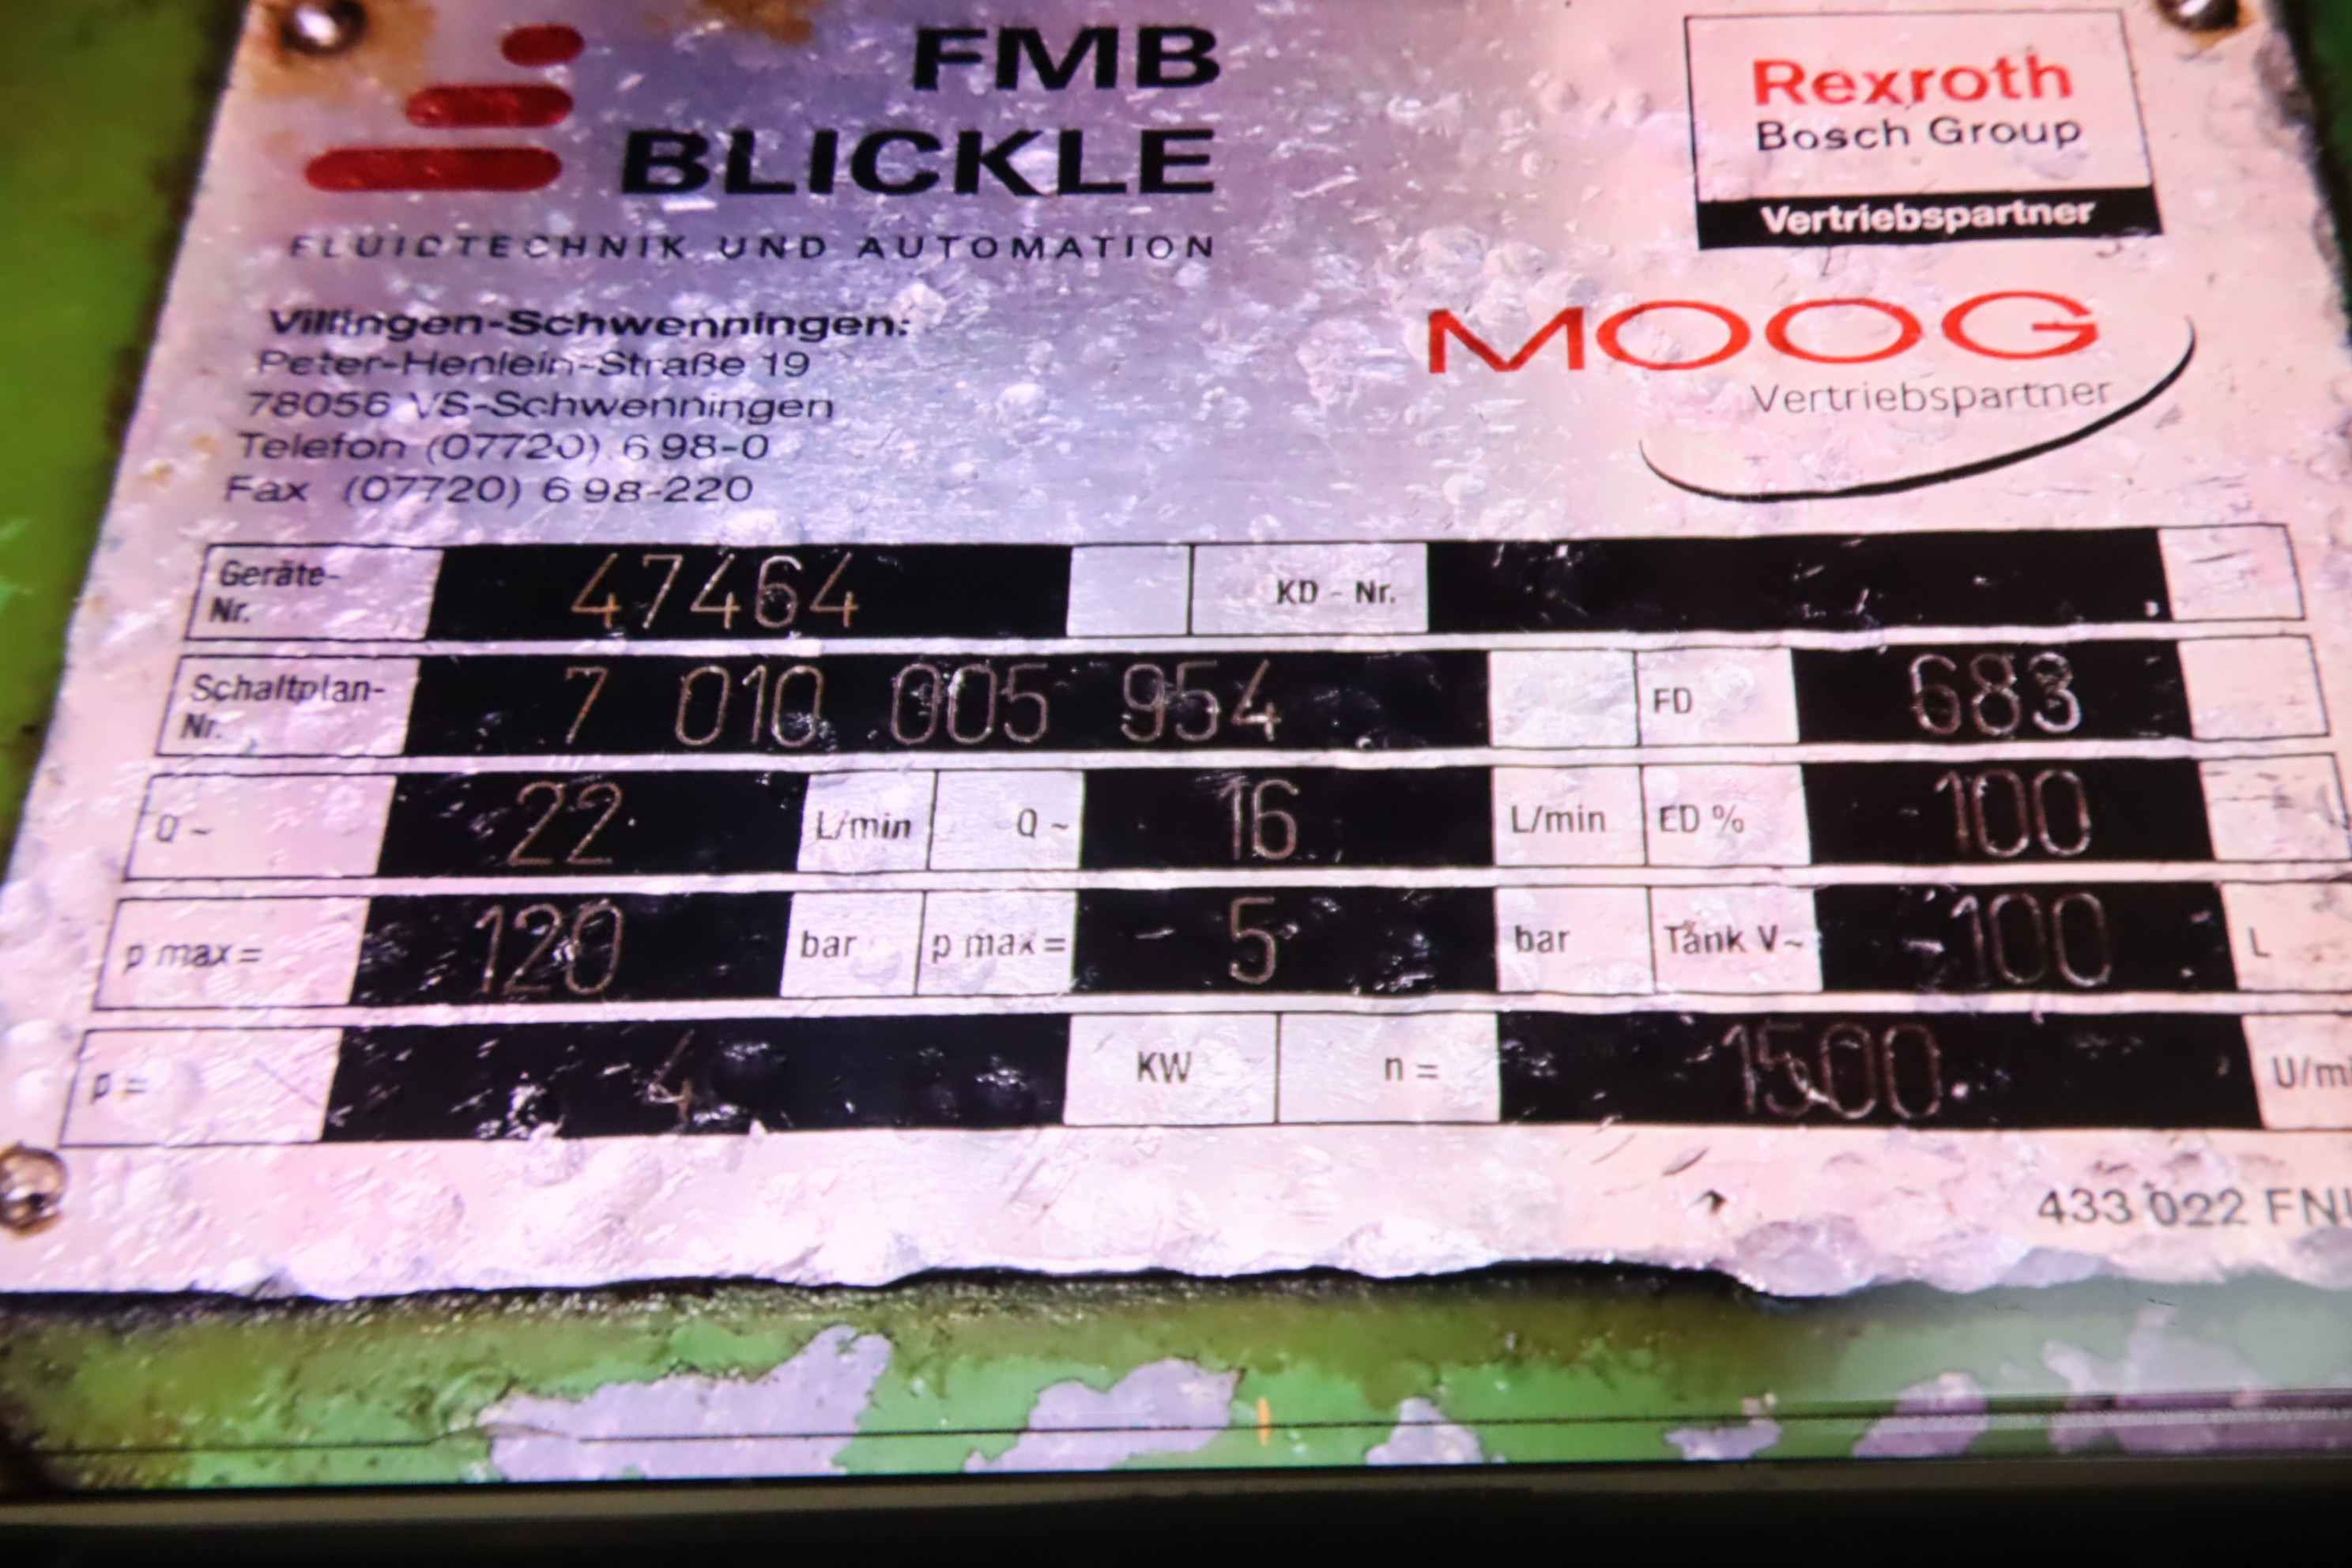 FMB
BLICKLE
FLUIDTECHNIK UND AUTOMATION
Rexroth
Bosch Group
Vertriebspartner
MOOG
Vertriebspartner
Villingen-Schwenningen:
Peter-Henlein-Straße 19
78056 VS-Schwenningen
Telefon (07720) 6 98-0
Fax (07720) 6 98-220
Geräte-Nr. 47464 KD - Nr.
Schaltplan-Nr. 7 010 005 954 FD 683
Q ~ 22 L/min Q ~ 16 L/min ED % 100
p max = 120 bar p max = 5 bar Tank V~ 100 L
p = 4 KW n = 1500
433 022